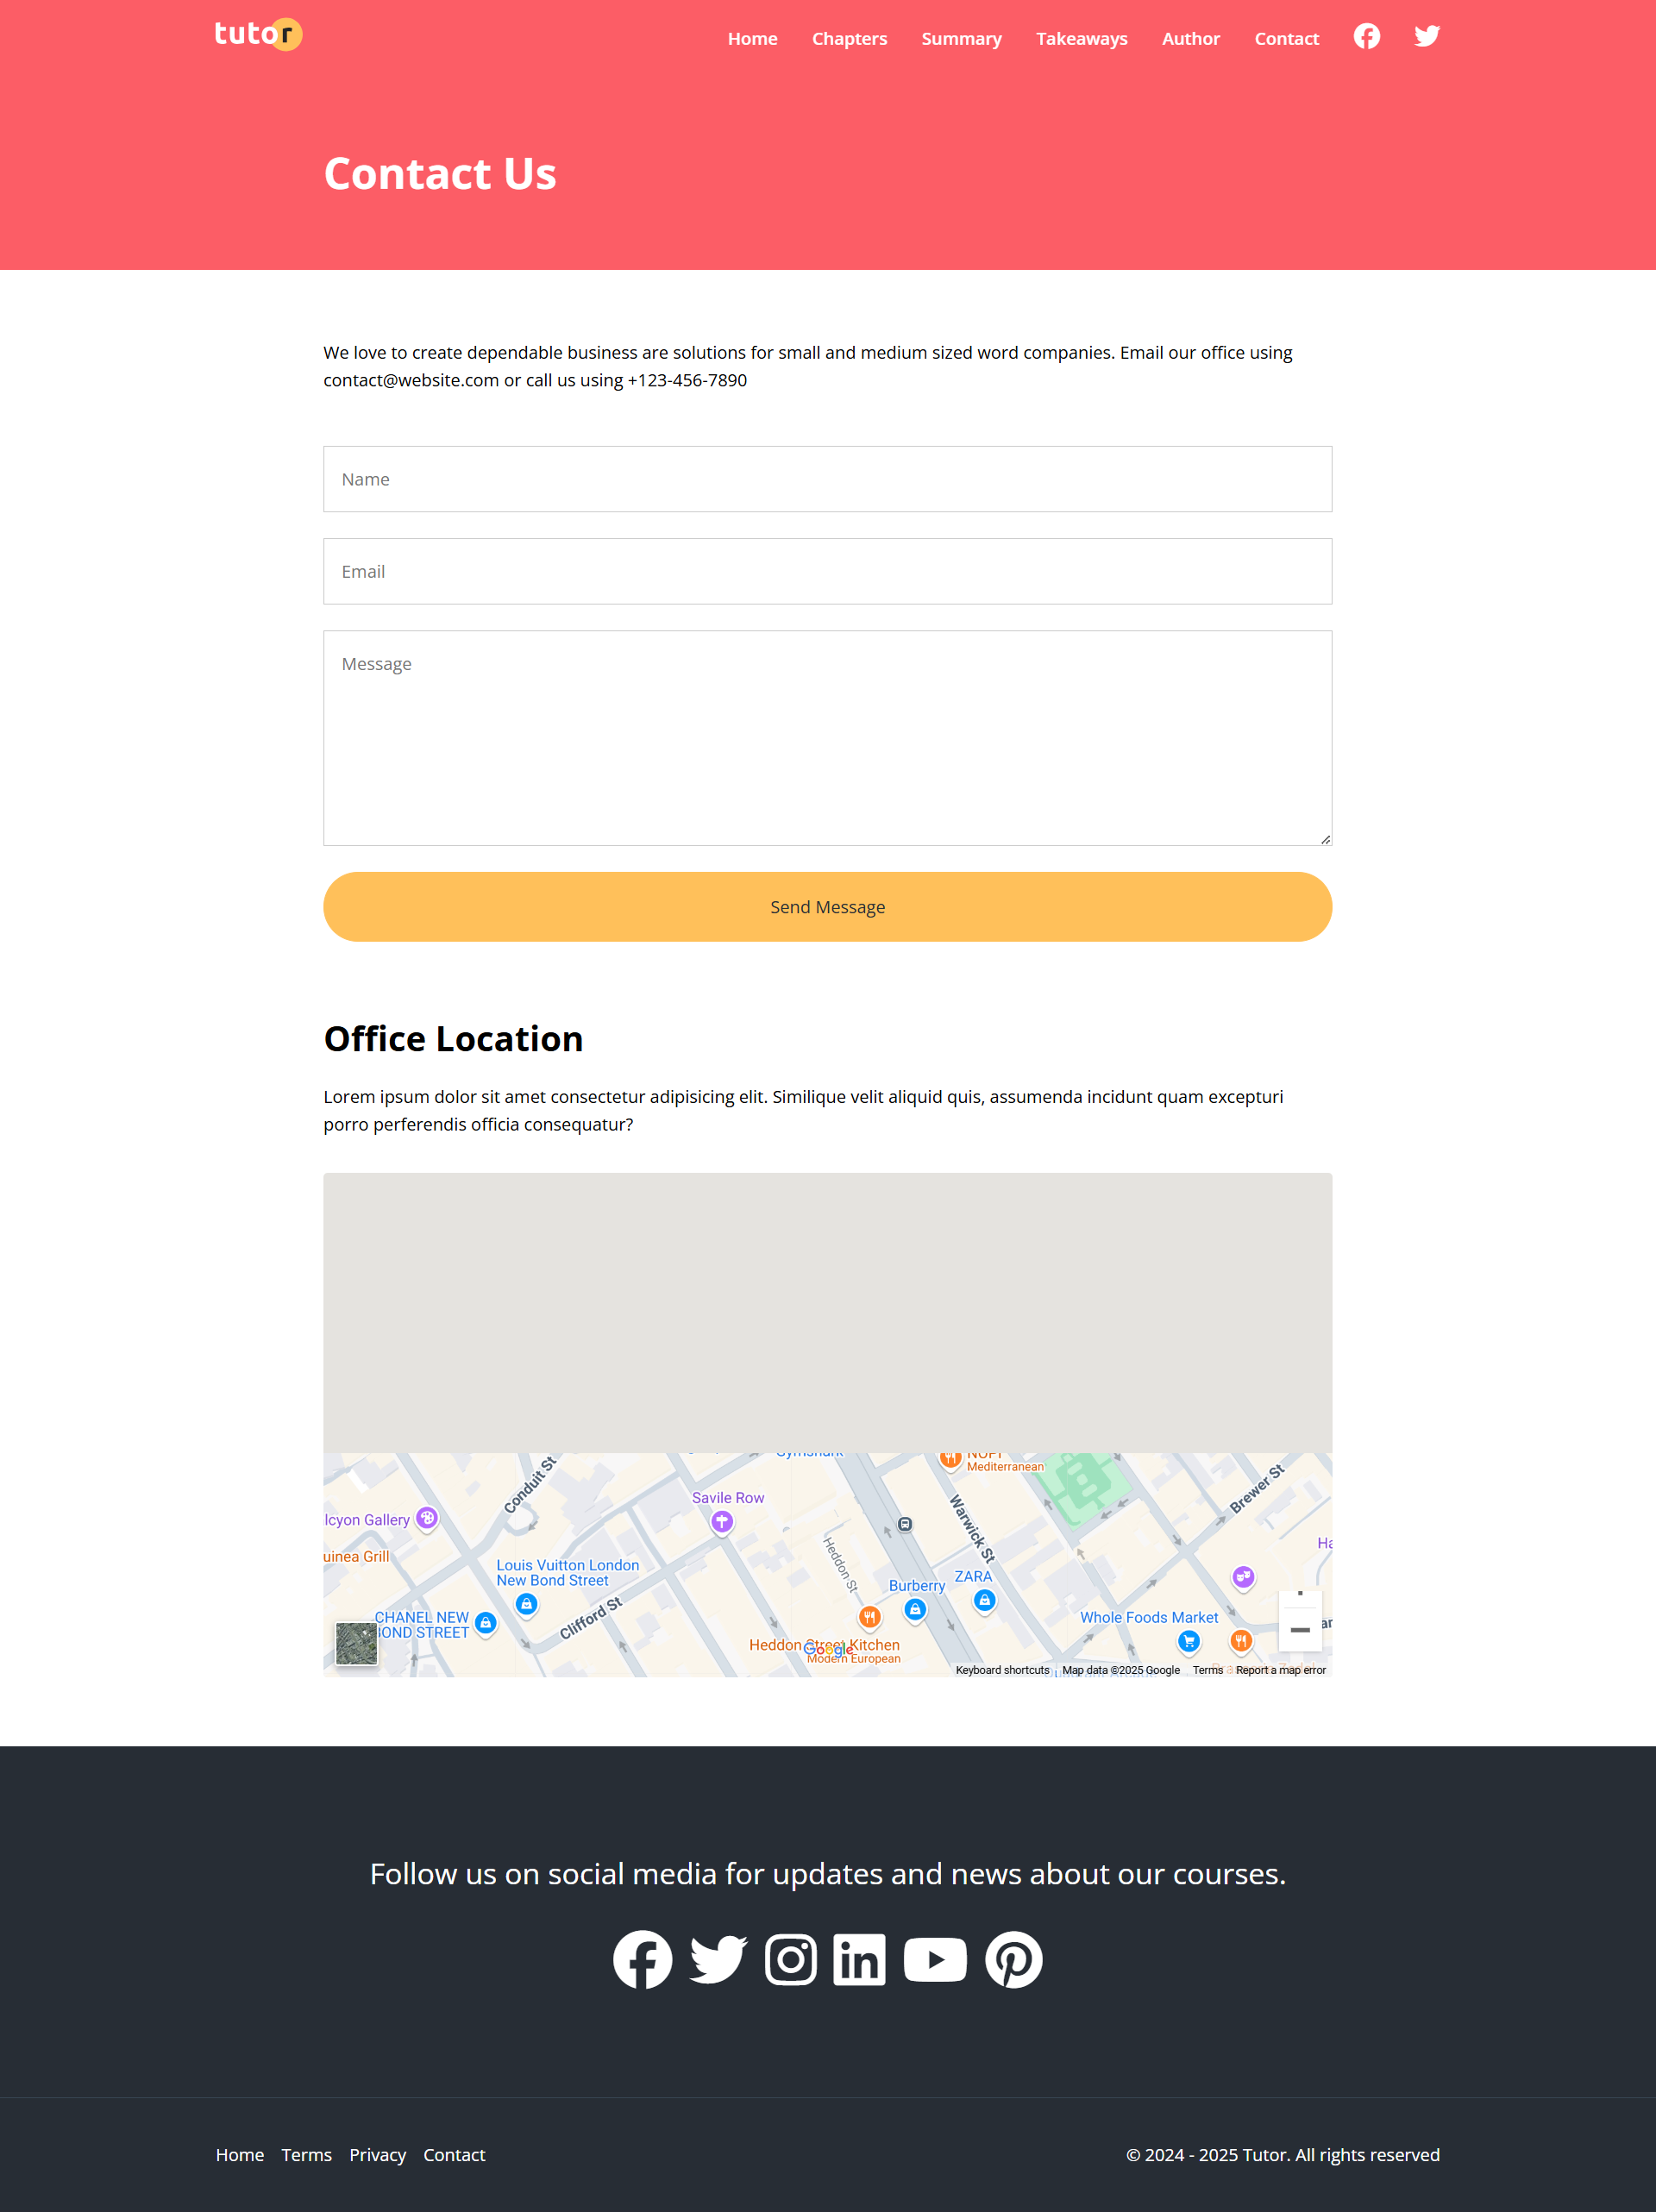 tutor
Home Chapters Summary Takeaways Author Contact
Contact Us
We love to create dependable business are solutions for small and medium sized word companies. Email our office using
contact@website.com or call us using +123-456-7890
Name
Email
Message
Send Message
Office Location
Lorem ipsum dolor sit amet consectetur adipisicing elit. Similique velit aliquid quis, assumenda incidunt quam excepturi
porro perferendis officia consequatur?
Mediterranean
Conduit St
Brewer St
Savile Row
Warwick St
lcyon Gallery
uinea Grill
Heddon St
Louis Vuitton London
New Bond Street
ZARA
Burberry
Clifford St
CHANEL NEW
BOND STREET
Whole Foods Market
Heddon Street Kitchen
Modern European
Google
Keyboard shortcuts Map data ©2025 Google Terms Report a map error
Follow us on social media for updates and news about our courses.
Home Terms Privacy Contact
© 2024 - 2025 Tutor. All rights reserved